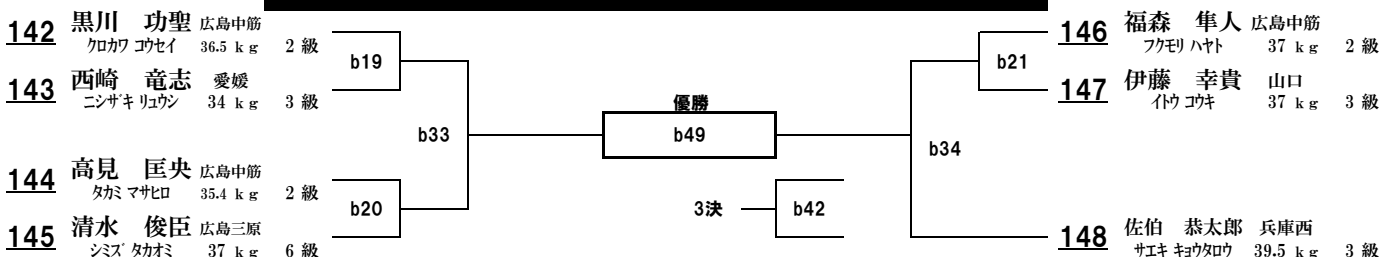 142 黒川 功聖 広島中筋
クロカワ コウセイ 36.5 kg 2 級
143 西崎 竜志 愛媛
ニシザキ リュウシ 34 kg 3 級
144 高見 匡央 広島中筋
タカミ マサヒロ 35.4 kg 2 級
145 清水 俊臣 広島三原
シミズ タカオミ 37 kg 6 級
b19
b20
b33
優勝
b49
3決
b42
b34
b21
146 福森 隼人 広島中筋
フクモリ ハヤト 37 kg 2 級
147 伊藤 幸貴 山口
イトウ コウキ 37 kg 3 級
148 佐伯 恭太郎 兵庫西
サエキ キョウタロウ 39.5 kg 3 級